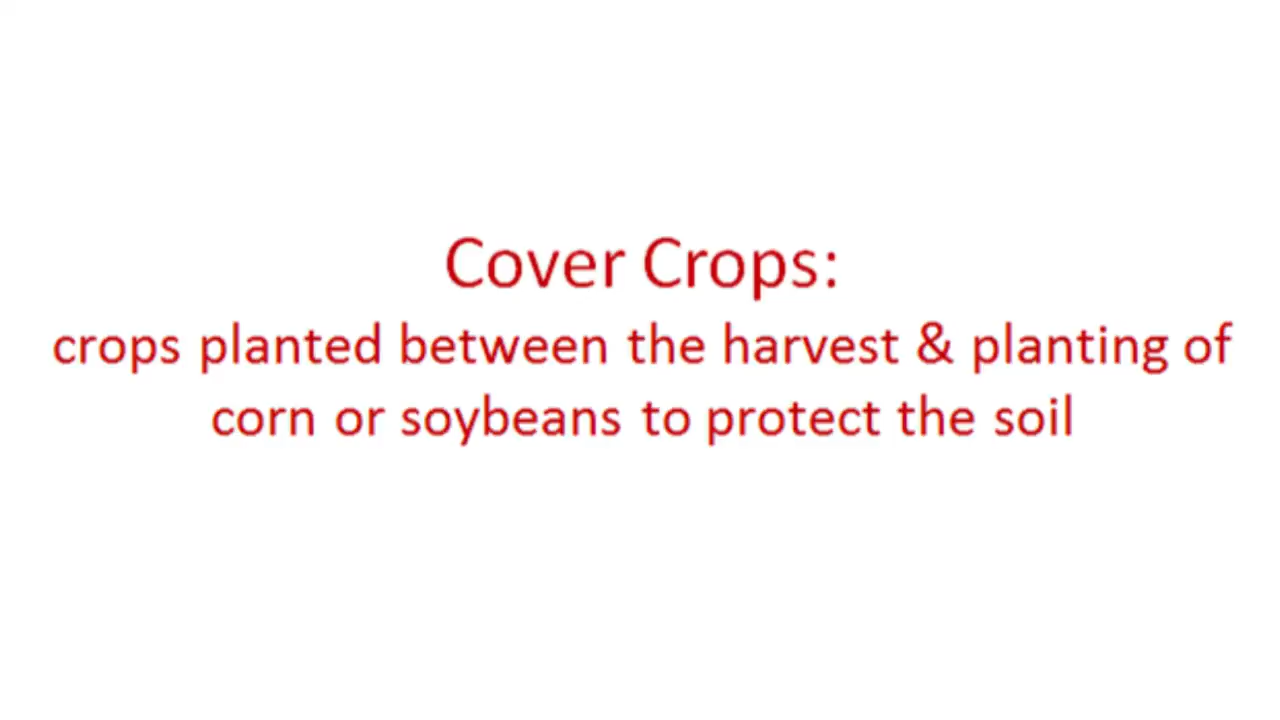 Cover Crops:
crops planted between the harvest & planting of
corn or soybeans to protect the soil